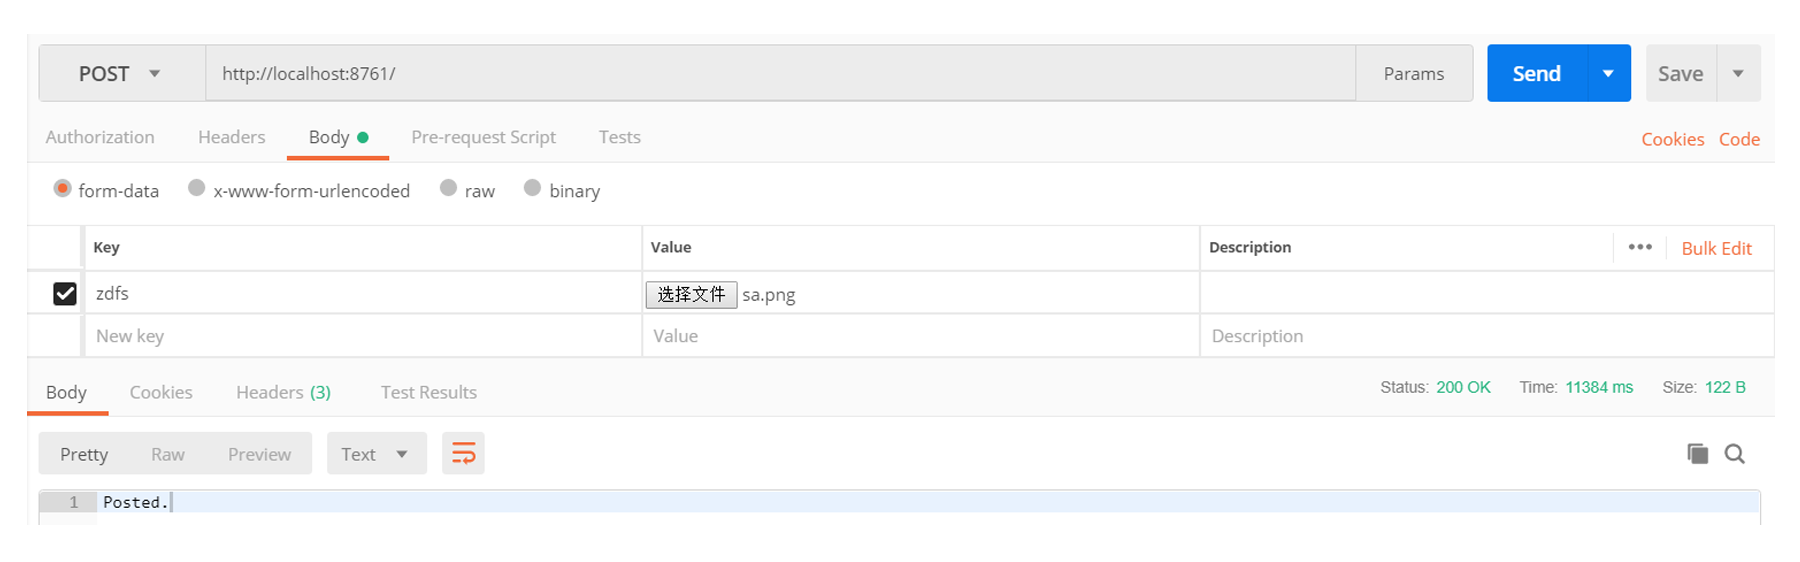 POST http://localhost:8761/ Params Send Save
Authorization Headers Body Pre-request Script Tests Cookies Code
form-data x-www-form-urlencoded raw binary
Key Value Description ••• Bulk Edit
zdfs 选择文件 sa.png
New key Value Description
Body Cookies Headers (3) Test Results Status: 200 OK Time: 11384 ms Size: 122 B
Pretty Raw Preview Text
1 Posted.